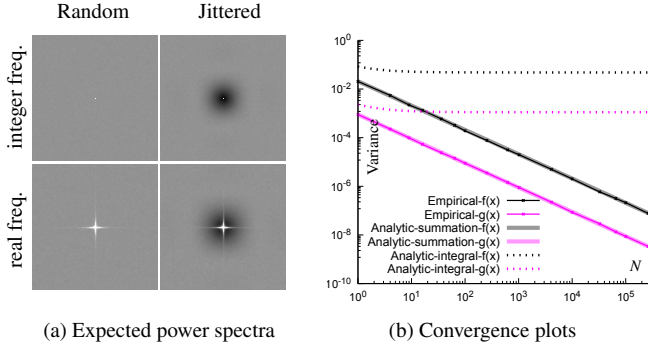 Random Jittered
integer freq.
real freq.
(a) Expected power spectra
10^0
10^-2
10^-4
10^-6
10^-8
10^-10
Variance
Empirical-f(x)
Empirical-g(x)
Analytic-summation-f(x)
Analytic-summation-g(x)
Analytic-integral-f(x)
Analytic-integral-g(x)
N
10^0 10^1 10^2 10^3 10^4 10^5
(b) Convergence plots